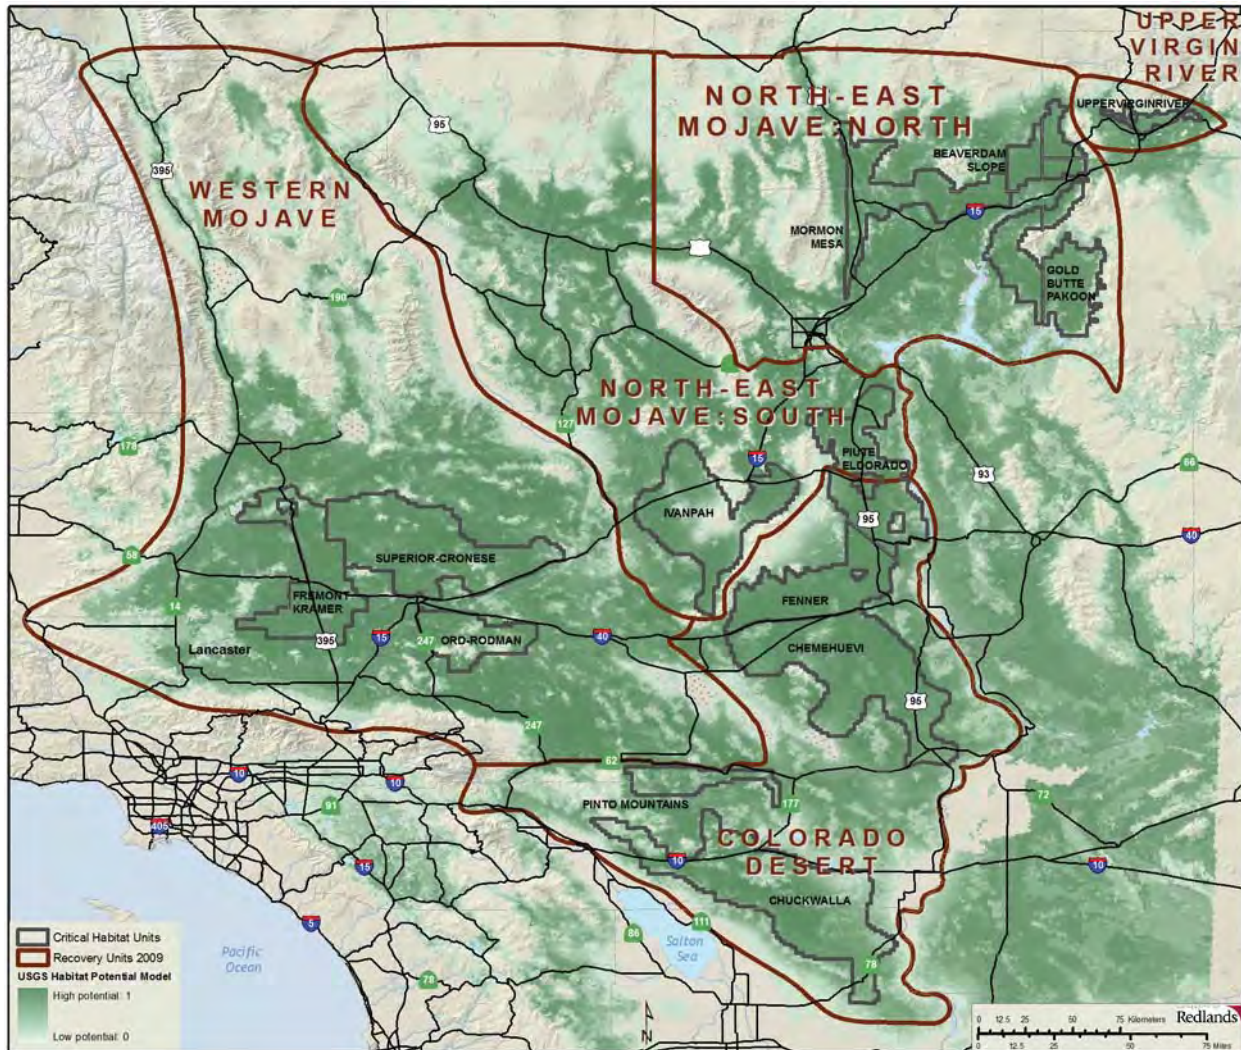 UPPER
VIRGIN
RIVER
NORTH-EAST
MOJAVE: NORTH
UPPERVIRGINRIVER
95
BEAVERDAM
SLOPE
395
WESTERN
MOJAVE
15
MORMON
MESA
GOLD
BUTTE
PAKOON
190
NORTH-EAST
MOJAVE: SOUTH
127
178
15
PIUTE
ELDORADO
66
93
IVANPAH
95
40
58
SUPERIOR-CRONESE
FREMONT
KRAMER
FENNER
14
395
15
247
ORD-RODMAN
40
Lancaster
CHEMEHUEVI
95
247
62
10
10
91
PINTO MOUNTAINS
177
72
405
COLORADO
DESERT
15
10
10
CHUCKWALLA
5
111
86
Salton
Sea
Pacific
Ocean
78
78
Critical Habitat Units
Recovery Units 2009
USGS Habitat Potential Model
High potential: 1
Low potential: 0
N
0 12.5 25 50 75 Kilometers
Redlands
0 12.5 25 50 75 Miles